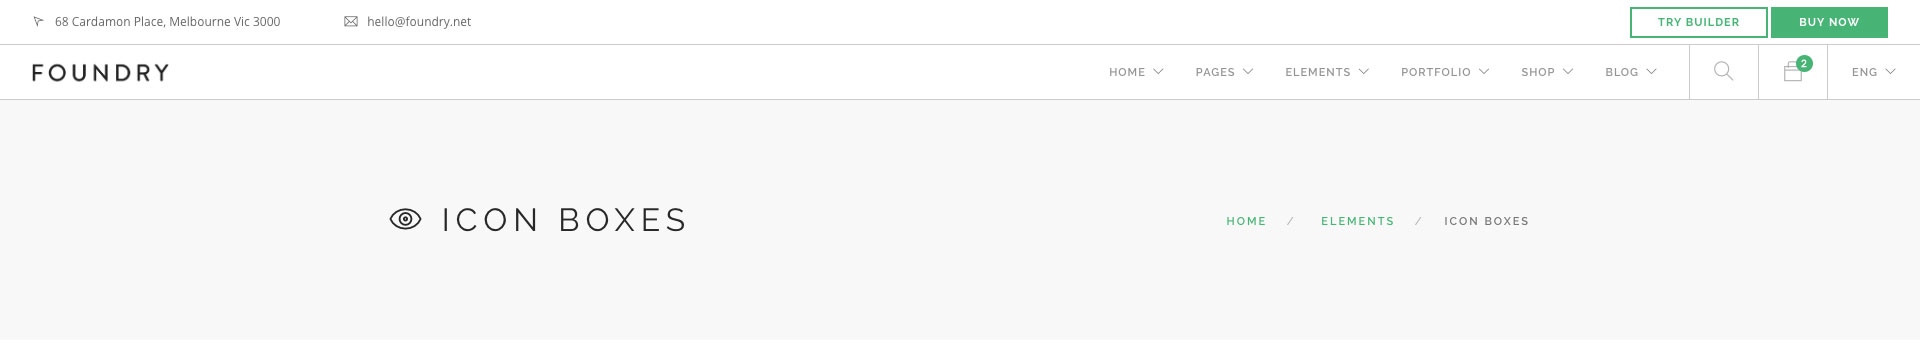 68 Cardamon Place, Melbourne Vic 3000 hello@foundry.net TRY BUILDER BUY NOW
FOUNDRY HOME PAGES ELEMENTS PORTFOLIO SHOP BLOG 2 ENG
ICON BOXES HOME / ELEMENTS / ICON BOXES